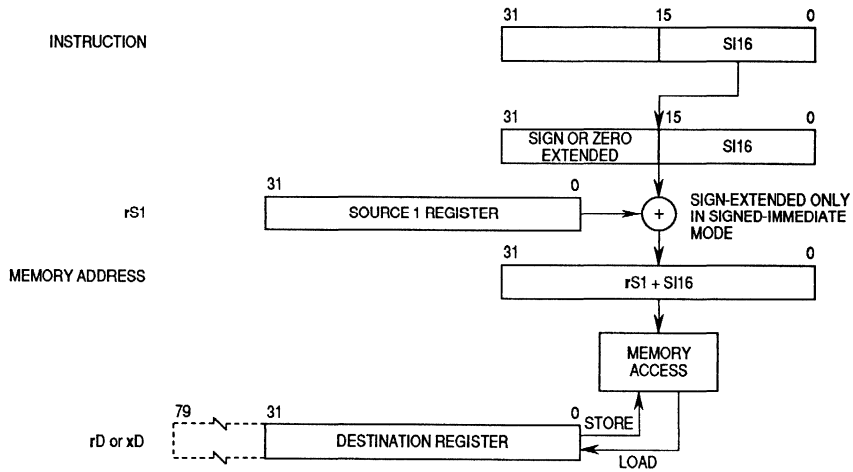 31 15 0
INSTRUCTION
SI16
31 15 0
SIGN OR ZERO
EXTENDED
SI16
31 0
rS1
SOURCE 1 REGISTER
+
SIGN-EXTENDED ONLY
IN SIGNED-IMMEDIATE
MODE
31 0
MEMORY ADDRESS
rS1 + SI16
MEMORY
ACCESS
79 31 0
STORE
rD or xD
DESTINATION REGISTER
LOAD